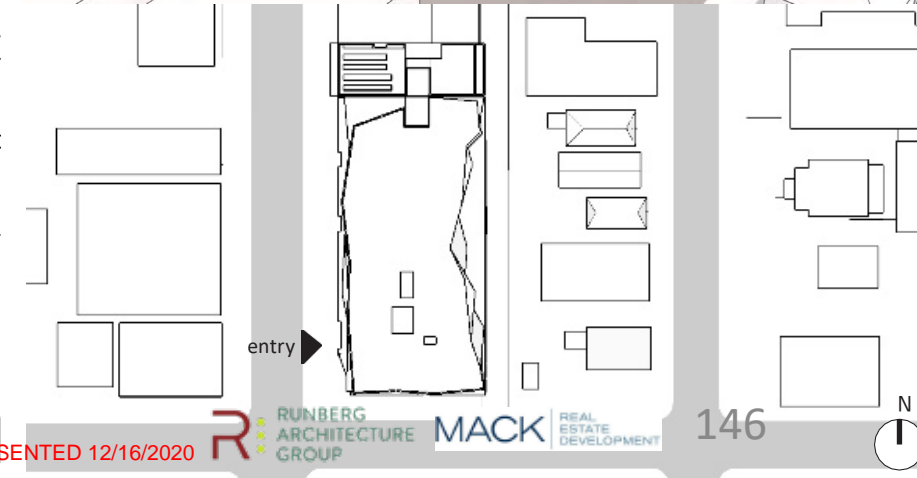 entry
SENTED 12/16/2020
RUNBERG
ARCHITECTURE
GROUP
MACK
REAL
ESTATE
DEVELOPMENT
146
N